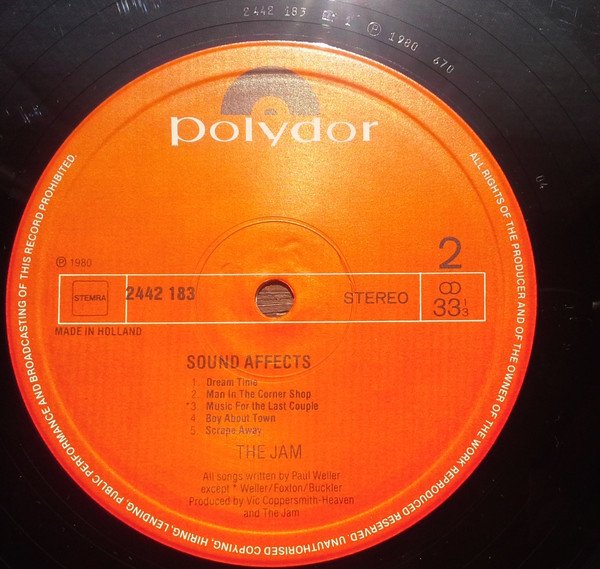 2442 183 1 ℗ 1980 670
polydor
ALL RIGHTS OF THE PRODUCER AND OF THE OWNER OF THE WORK REPRODUCED RESERVED UNAUTHORISED COPYING, HIRING, LENDING, PUBLIC PERFORMANCE AND BROADCASTING OF THIS RECORD PROHIBITED.
℗ 1980
2
STEMRA
2442 183
STEREO
33 1/3
MADE IN HOLLAND
SOUND AFFECTS
1. Dream Time
2. Man In The Corner Shop
*3. Music For the Last Couple
4. Boy About Town
5. Scrape Away
THE JAM
All songs written by Paul Weller
except * Weller/Foxton/Buckler
Produced by Vic Coppersmith-Heaven
and The Jam